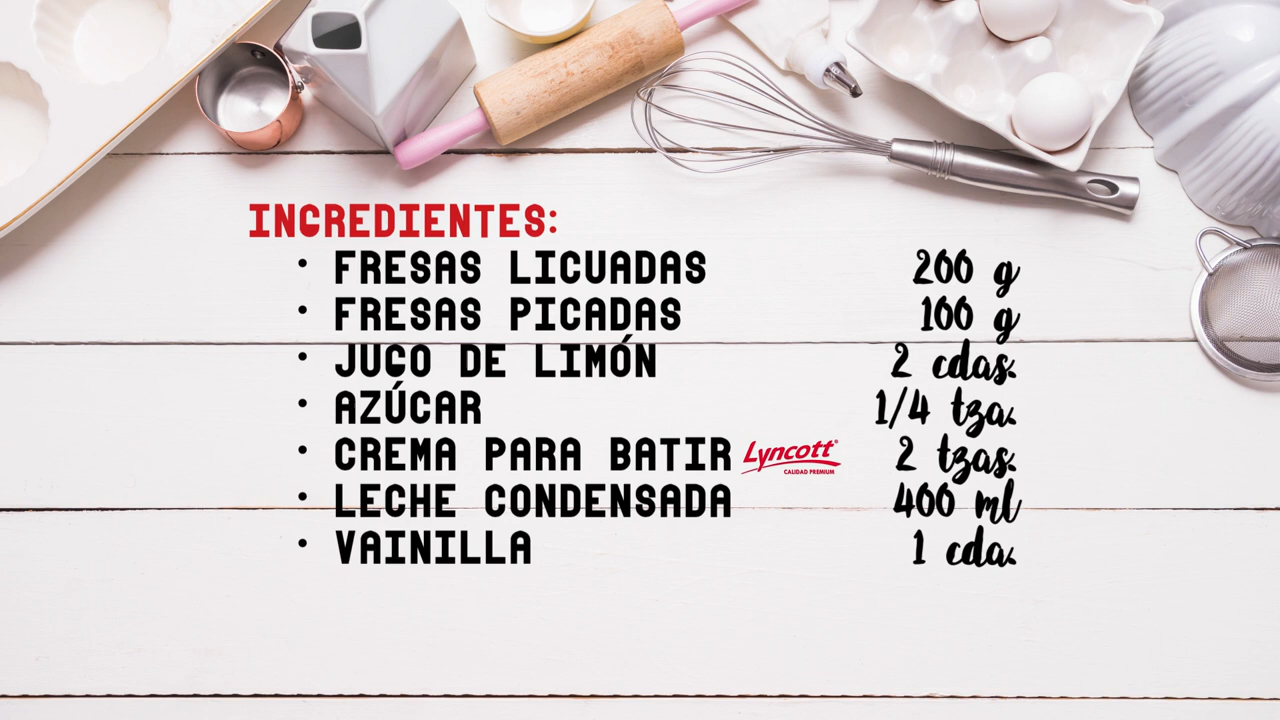 INGREDIENTES:
• FRESAS LICUADAS 200 g
• FRESAS PICADAS 100 g
• JUGO DE LIMÓN 2 cdas.
• AZÚCAR 1/4 tza.
• CREMA PARA BATIR Lyncott® CALIDAD PREMIUM 2 tzas.
• LECHE CONDENSADA 400 ml
• VAINILLA 1 cda.